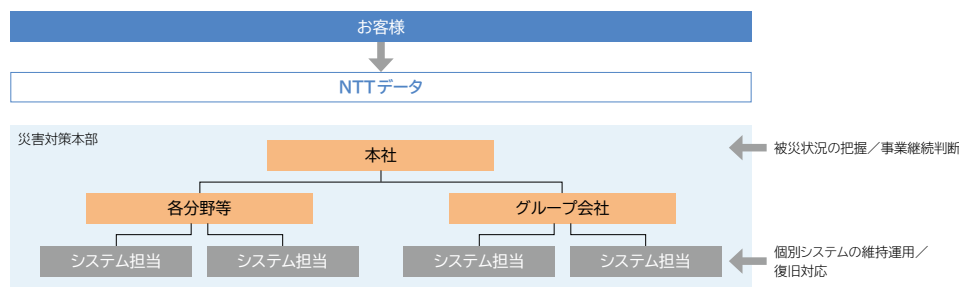 お客様
NTTデータ
災害対策本部
本社
被災状況の把握／事業継続判断
各分野等
グループ会社
システム担当
システム担当
システム担当
システム担当
個別システムの維持運用／
復旧対応